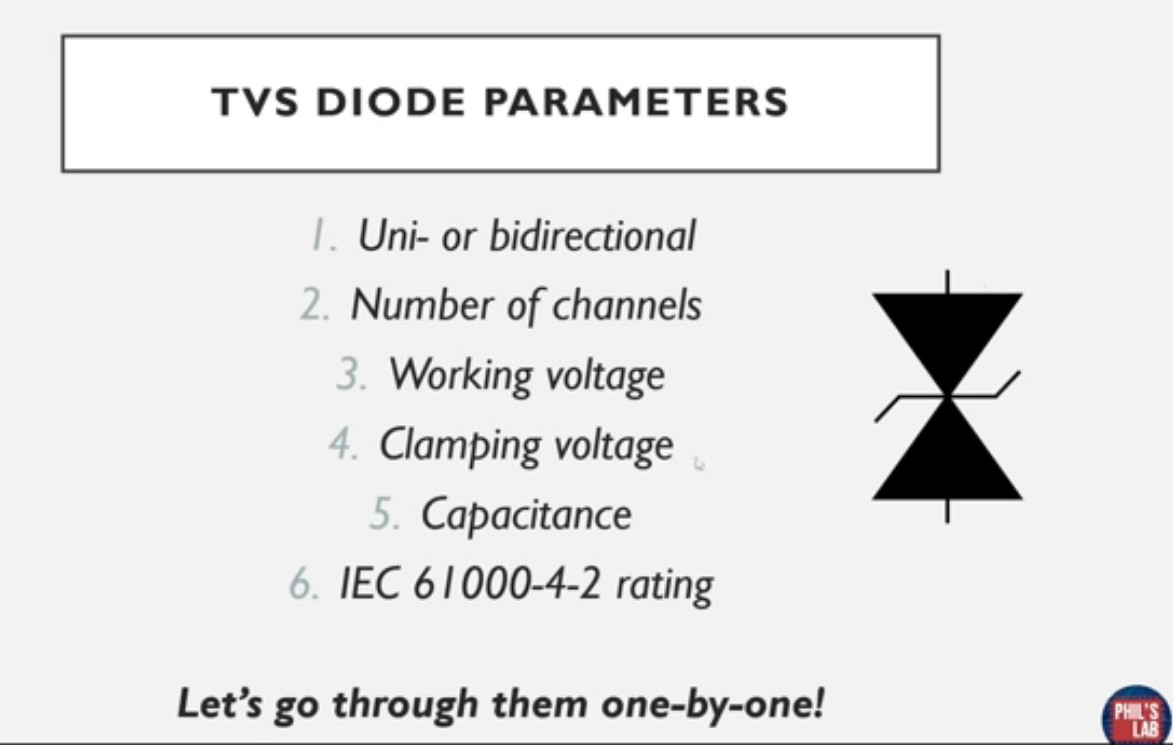 TVS DIODE PARAMETERS
1. Uni- or bidirectional
2. Number of channels
3. Working voltage
4. Clamping voltage
5. Capacitance
6. IEC 61000-4-2 rating
Let's go through them one-by-one!
PHIL'S
LAB